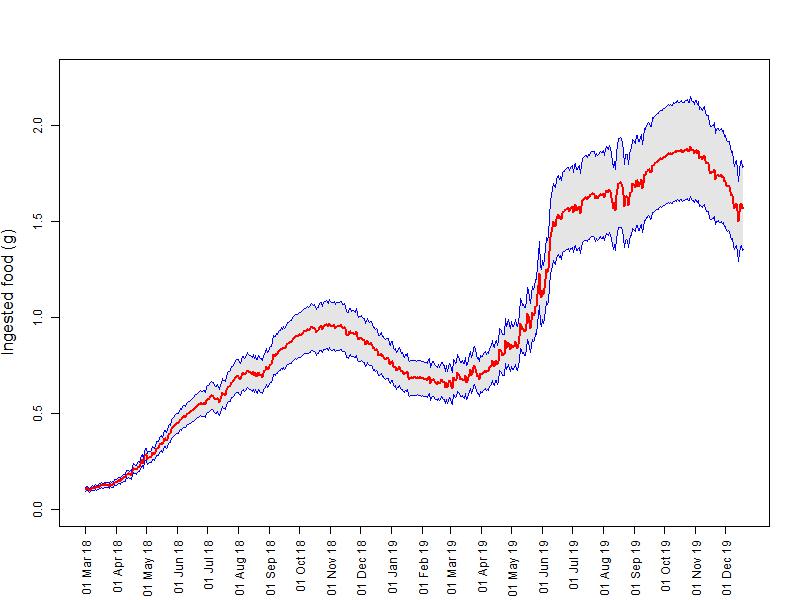 Ingested food (g)
2.0
1.5
1.0
0.5
0.0
01 Mar 18
01 Apr 18
01 May 18
01 Jun 18
01 Jul 18
01 Aug 18
01 Sep 18
01 Oct 18
01 Nov 18
01 Dec 18
01 Jan 19
01 Feb 19
01 Mar 19
01 Apr 19
01 May 19
01 Jun 19
01 Jul 19
01 Aug 19
01 Sep 19
01 Oct 19
01 Nov 19
01 Dec 19